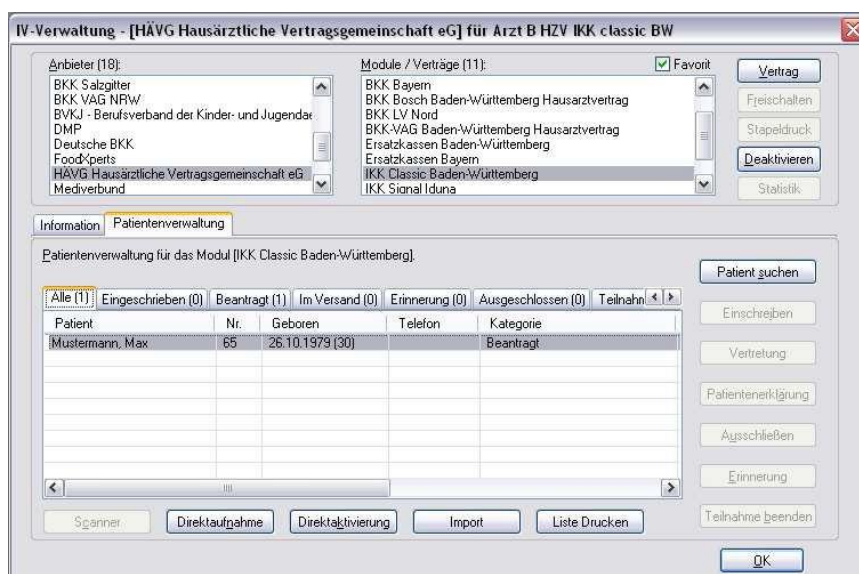 IV-Verwaltung - [HÄVG Hausärztliche Vertragsgemeinschaft eG] für Arzt B HZV IKK classic BW
Anbieter (18):
BKK Salzgitter
BKK VAG NRW
BVKJ - Berufsverband der Kinder- und Jugendae
DMP
Deutsche BKK
FoodXperts
HÄVG Hausärztliche Vertragsgemeinschaft eG
Mediverbund
Module / Verträge (11):
Favorit
BKK Bayern
BKK Bosch Baden-Württemberg Hausarztvertrag
BKK LV Nord
BKK-VAG Baden-Württemberg Hausarztvertrag
Ersatzkassen Baden-Württemberg
Ersatzkassen Bayern
IKK Classic Baden-Württemberg
IKK Signal Iduna
Vertrag
Freischalten
Stapeldruck
Deaktivieren
Statistik
Information Patientenverwaltung
Patientenverwaltung für das Modul [IKK Classic Baden-Württemberg].
Alle (1) Eingeschrieben (0) Beantragt (1) Im Versand (0) Erinnerung (0) Ausgeschlossen (0) Teilnahn
Patient Nr. Geboren Telefon Kategorie
Mustermann, Max 65 26.10.1979 (30) Beantragt
Patient suchen
Einschreiben
Vertretung
Patientenerklärung
Ausschließen
Erinnerung
Teilnahme beenden
Scanner Direktaufnahme Direktaktivierung Import Liste Drucken
OK